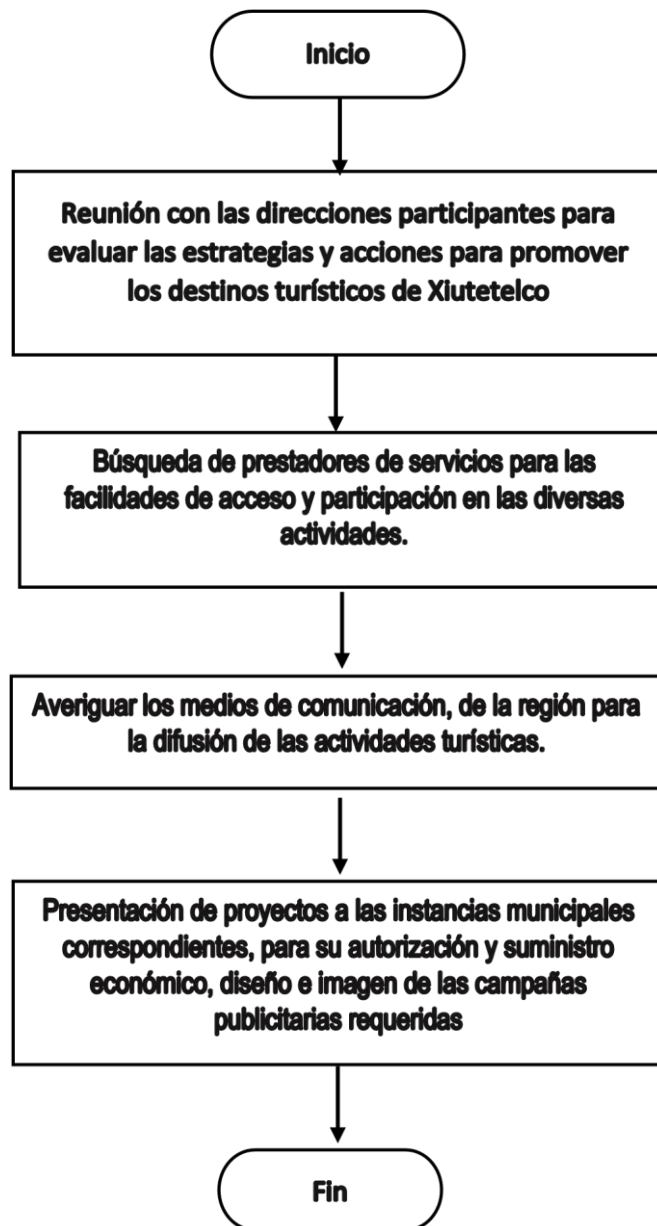 Inicio
Reunión con las direcciones participantes para
evaluar las estrategias y acciones para promover
los destinos turísticos de Xiutetelco
Búsqueda de prestadores de servicios para las
facilidades de acceso y participación en las diversas
actividades.
Averiguar los medios de comunicación, de la región para
la difusión de las actividades turísticas.
Presentación de proyectos a las instancias municipales
correspondientes, para su autorización y suministro
económico, diseño e imagen de las campañas
publicitarias requeridas
Fin